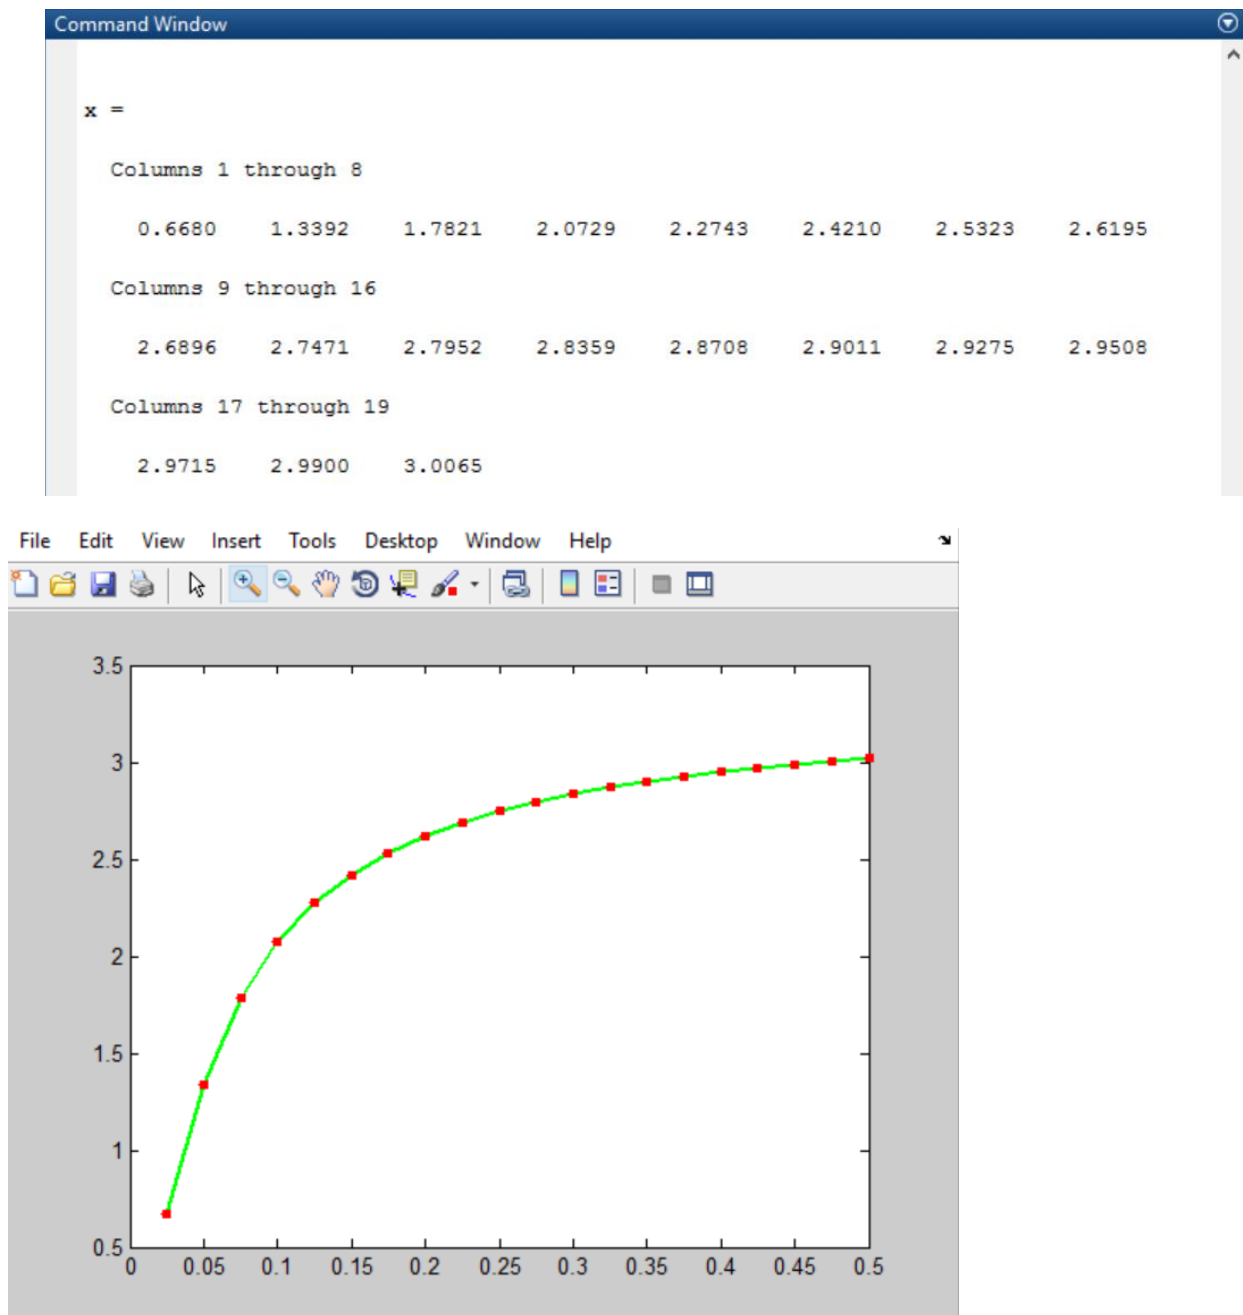 Command Window
x =
Columns 1 through 8
0.6680 1.3392 1.7821 2.0729 2.2743 2.4210 2.5323 2.6195
Columns 9 through 16
2.6896 2.7471 2.7952 2.8359 2.8708 2.9011 2.9275 2.9508
Columns 17 through 19
2.9715 2.9900 3.0065
File Edit View Insert Tools Desktop Window Help
3.5
3
2.5
2
1.5
1
0.5
0 0.05 0.1 0.15 0.2 0.25 0.3 0.35 0.4 0.45 0.5